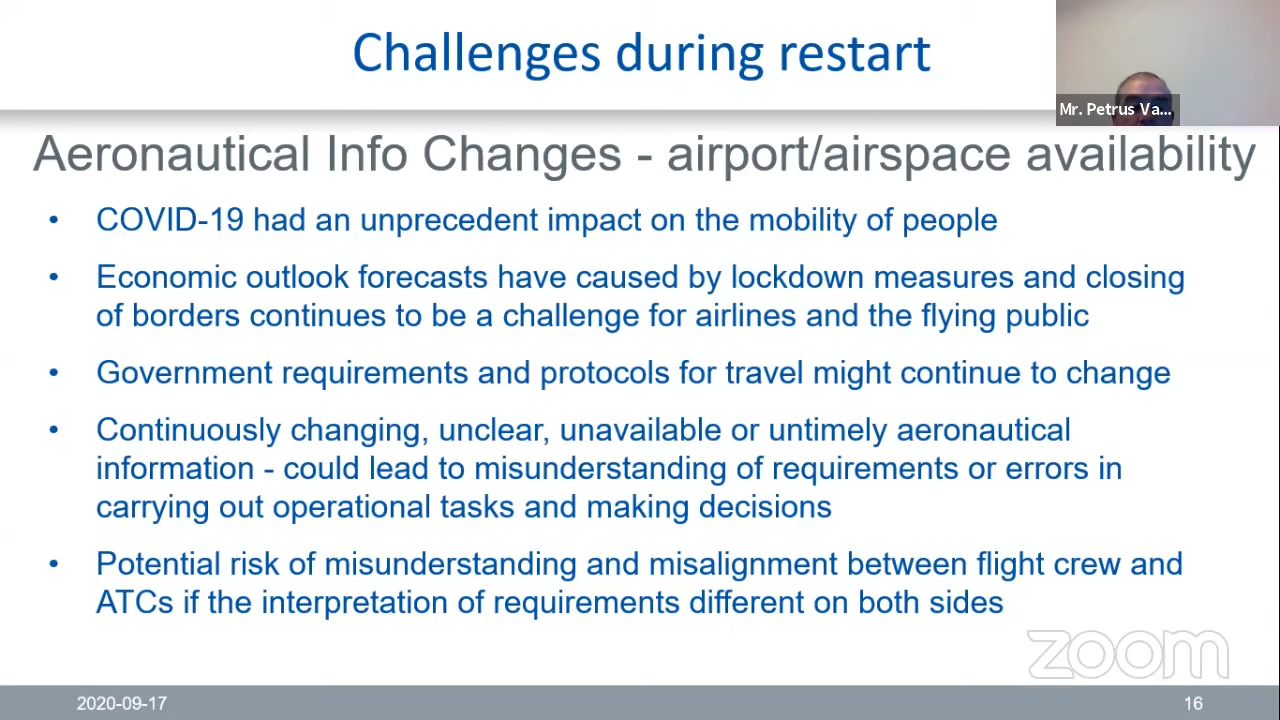 Challenges during restart
Mr. Petrus Va...
Aeronautical Info Changes - airport/airspace availability
• COVID-19 had an unprecedent impact on the mobility of people
• Economic outlook forecasts have caused by lockdown measures and closing
of borders continues to be a challenge for airlines and the flying public
• Government requirements and protocols for travel might continue to change
• Continuously changing, unclear, unavailable or untimely aeronautical
information - could lead to misunderstanding of requirements or errors in
carrying out operational tasks and making decisions
• Potential risk of misunderstanding and misalignment between flight crew and
ATCs if the interpretation of requirements different on both sides
zoom
2020-09-17
16